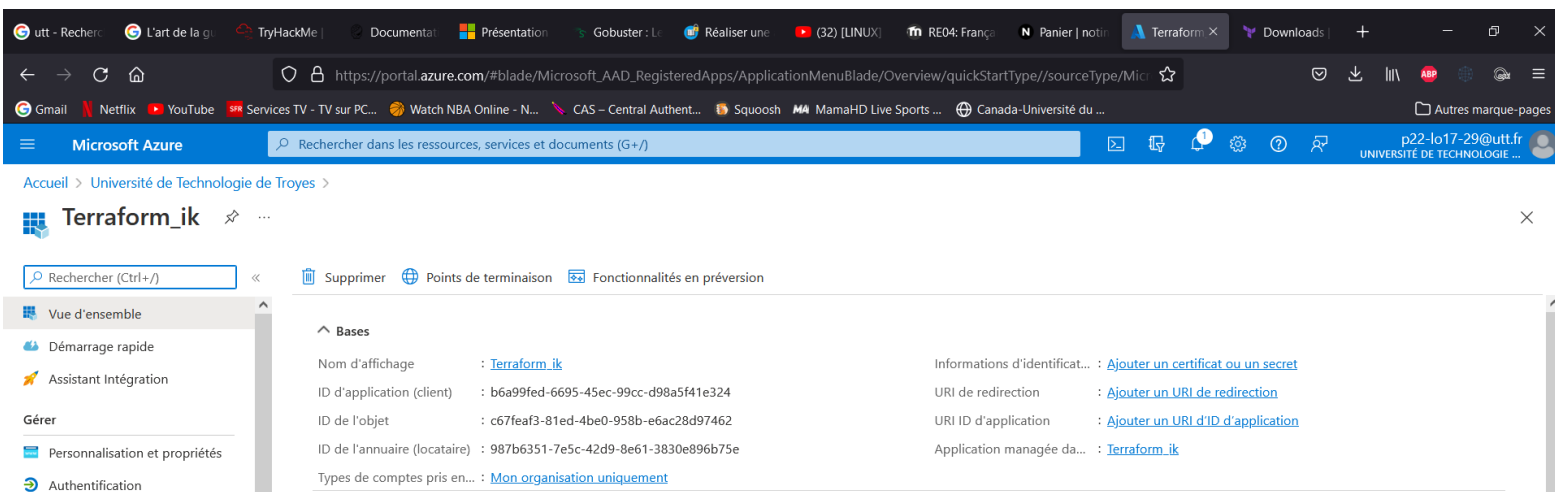 utt - Recherc L'art de la gu TryHackMe | Documentat Présentation Gobuster : Le Réaliser une (32) [LINUX] RE04: França Panier | notin Terraform Downloads |
https://portal.azure.com/#blade/Microsoft_AAD_RegisteredApps/ApplicationMenuBlade/Overview/quickStartType//sourceType/Micr ABP
Gmail Netflix YouTube SFR Services TV - TV sur PC... Watch NBA Online - N... CAS – Central Authent... Squoosh MamaHD Live Sports ... Canada-Université du ... Autres marque-pages
Microsoft Azure Rechercher dans les ressources, services et documents (G+/) 1 p22-lo17-29@utt.fr
UNIVERSITÉ DE TECHNOLOGIE ...
Accueil > Université de Technologie de Troyes >
Terraform_ik ...
Rechercher (Ctrl+/) « Supprimer Points de terminaison Fonctionnalités en préversion
Vue d'ensemble
Bases
Démarrage rapide
Nom d'affichage : Terraform_ik Informations d'identificat... : Ajouter un certificat ou un secret
Assistant Intégration
ID d'application (client) : b6a99fed-6695-45ec-99cc-d98a5f41e324 URI de redirection : Ajouter un URI de redirection
Gérer
ID de l'objet : c67feaf3-81ed-4be0-958b-e6ac28d97462 URI ID d'application : Ajouter un URI d'ID d'application
Personnalisation et propriétés
ID de l'annuaire (locataire) : 987b6351-7e5c-42d9-8e61-3830e896b75e Application managée da... : Terraform_ik
Authentification
Types de comptes pris en... : Mon organisation uniquement